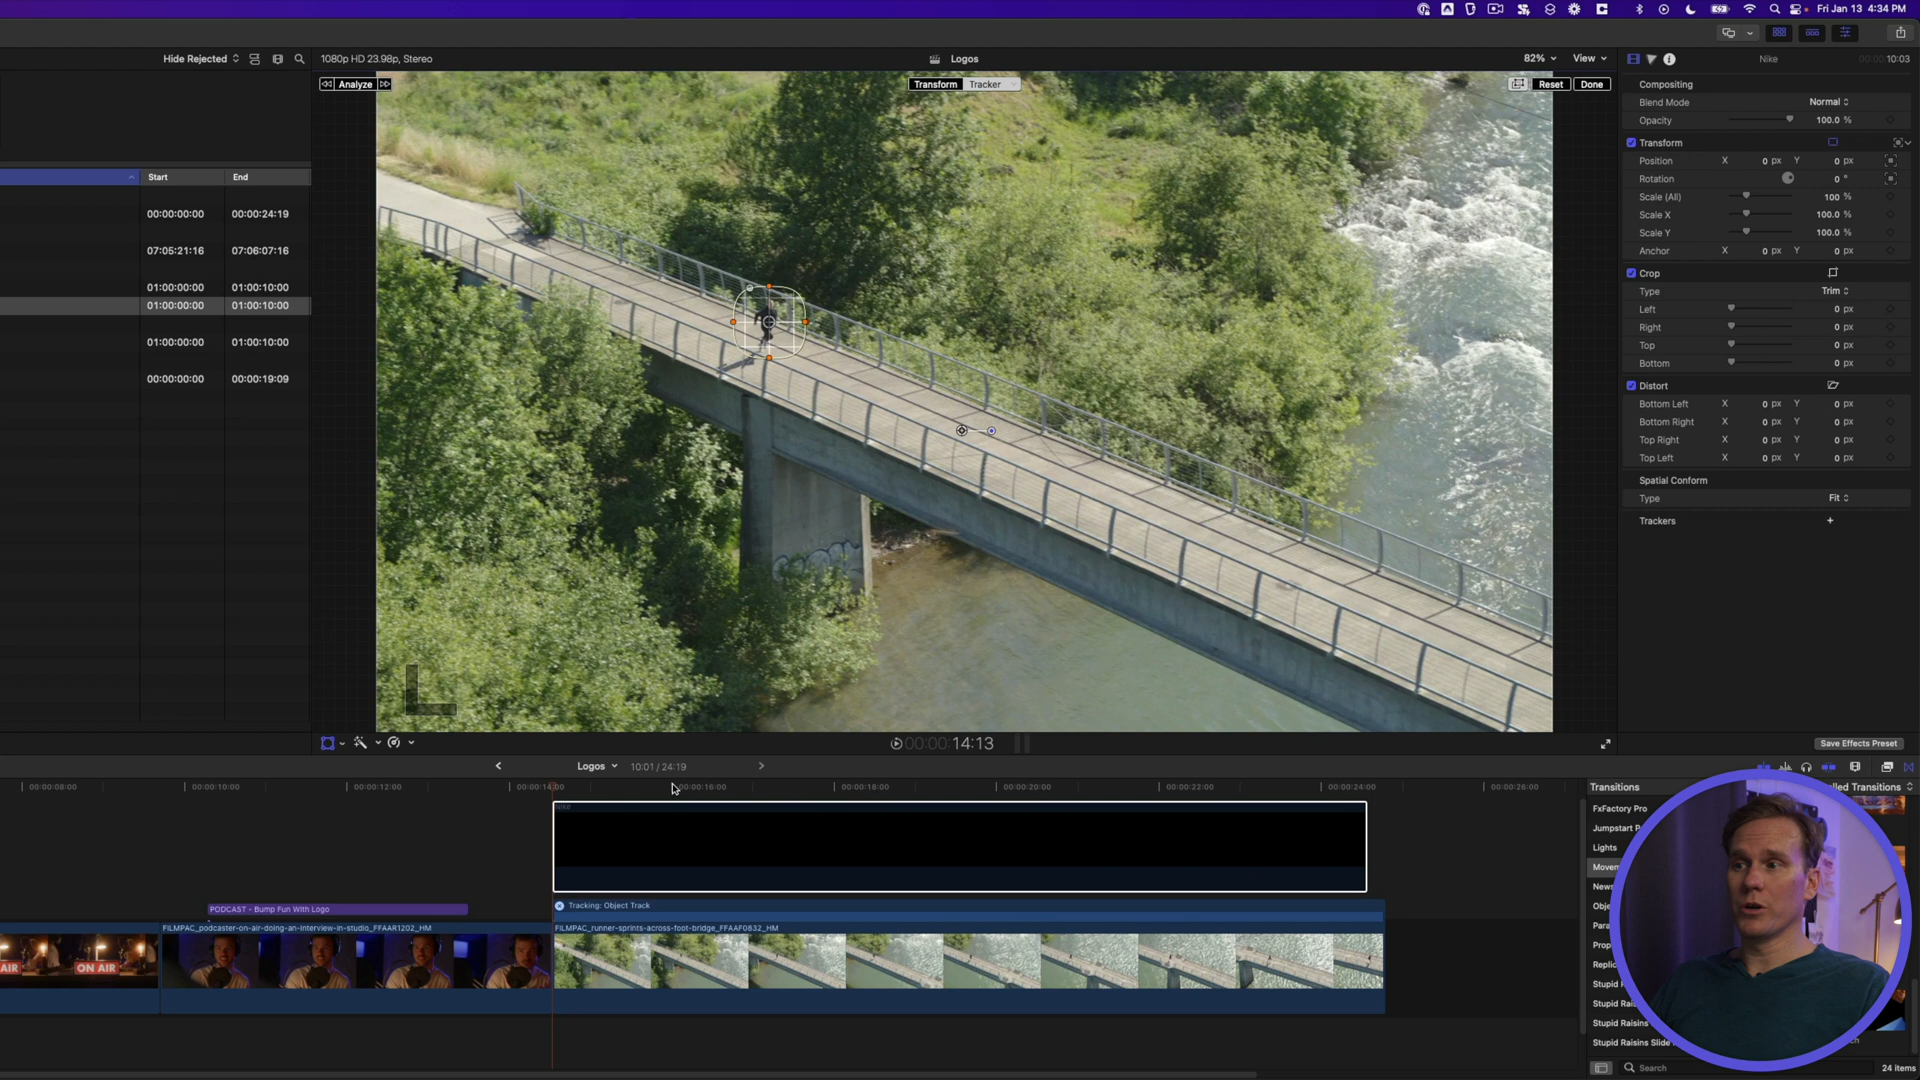 Fri Jan 13 4:34 PM
Hide Rejected
1080p HD 23.98p, Stereo
Logos
82%
View
Nike
00:00:10:03
Analyze
Transform
Tracker
Reset
Done
Start
End
00:00:00:00
00:00:24:19
07:05:21:16
07:06:07:16
01:00:00:00
01:00:10:00
01:00:00:00
01:00:10:00
01:00:00:00
01:00:10:00
00:00:00:00
00:00:19:09
Compositing
Blend Mode
Normal
Opacity
100.0 %
Transform
Position
X 0 px Y 0 px
Rotation
0 °
Scale (All)
100 %
Scale X
100.0 %
Scale Y
100.0 %
Anchor
X 0 px Y 0 px
Crop
Type
Trim
Left
0 px
Right
0 px
Top
0 px
Bottom
0 px
Distort
Bottom Left
X 0 px Y 0 px
Bottom Right
X 0 px Y 0 px
Top Right
X 0 px Y 0 px
Top Left
X 0 px Y 0 px
Spatial Conform
Type
Fit
Trackers
Save Effects Preset
00:00:14:13
Logos
10:01 / 24:19
00:00:08:00
00:00:10:00
00:00:12:00
00:00:14:00
00:00:16:00
00:00:18:00
00:00:20:00
00:00:22:00
00:00:24:00
00:00:26:00
Nike
Tracking: Object Track
PODCAST - Bump Fun With Logo
FILMPAC_podcaster-on-air-doing-an-interview-in-studio_FFAAR1202_HM
FILMPAC_runner-sprints-across-foot-bridge_FFAAF0832_HM
AIR
ON AIR
Transitions
lled Transitions
FxFactory Pro
Jumpstart P
Lights
Movem
News
Obje
Para
Prop
Replic
Stupid R
Stupid Rai
Stupid Raisins
Stupid Raisins Slide
Search
24 items